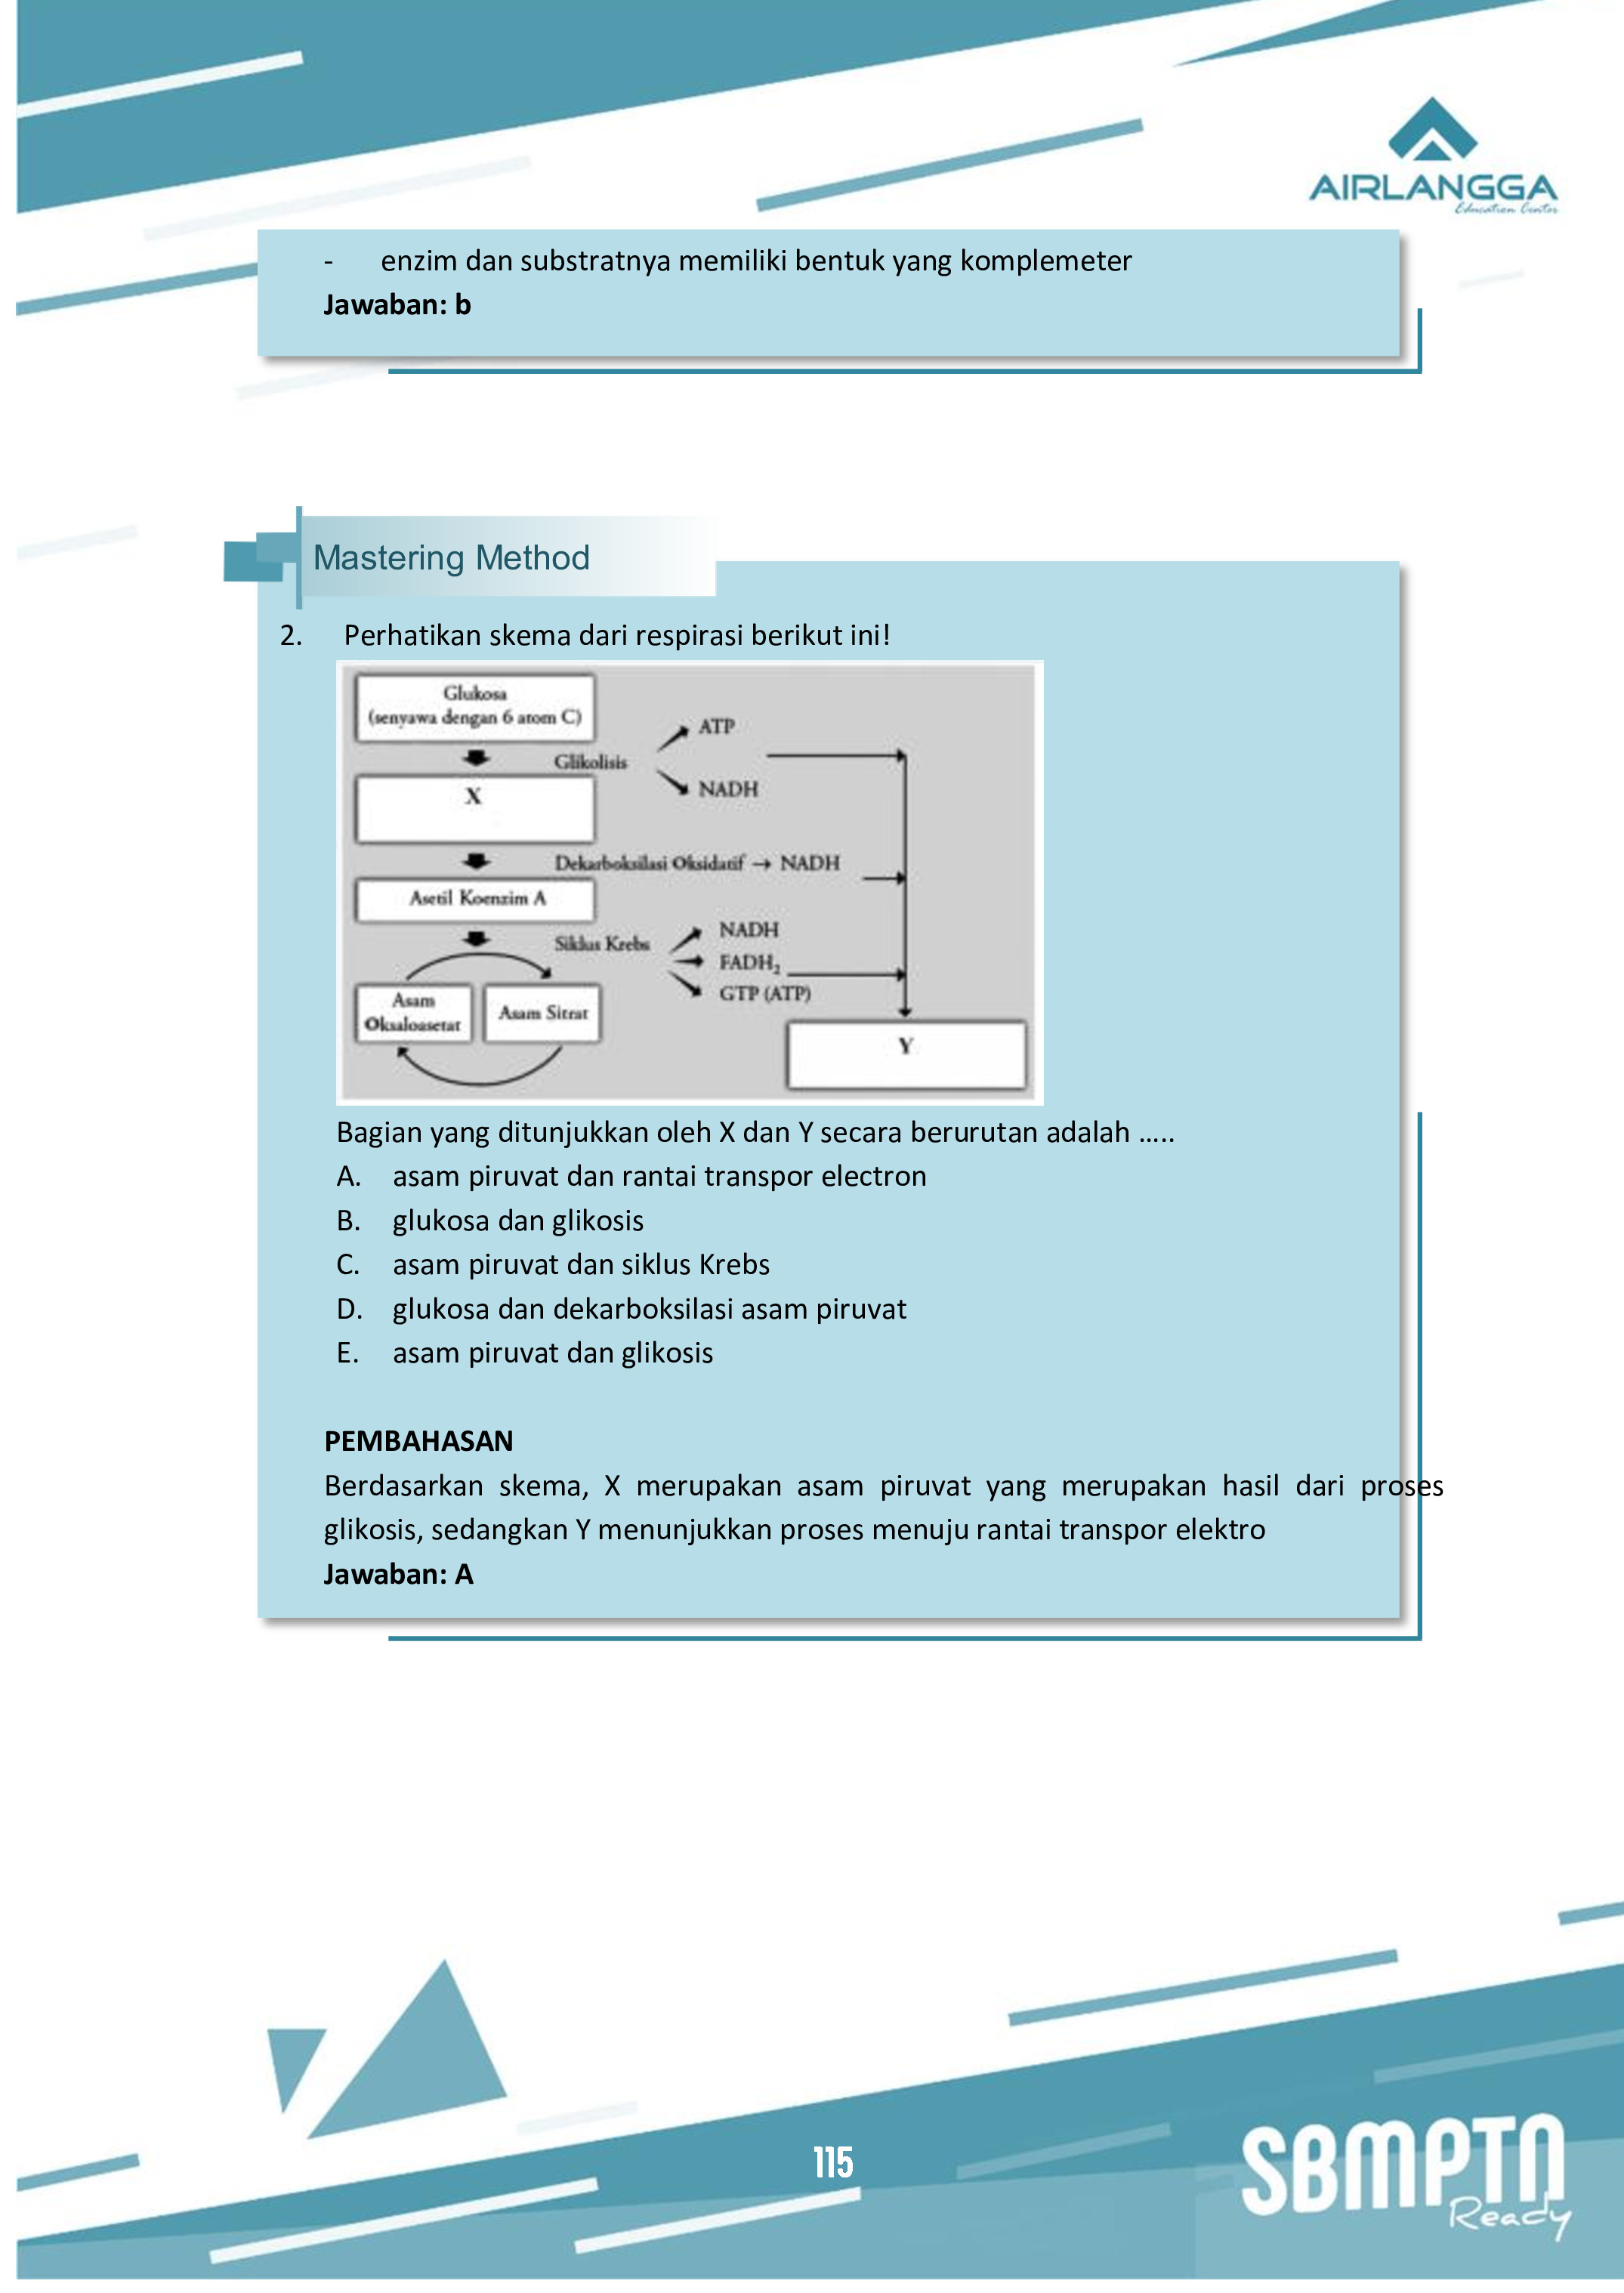 AIRLANGGA
Education Center
- enzim dan substratnya memiliki bentuk yang komplemeter
Jawaban: b
Mastering Method
2. Perhatikan skema dari respirasi berikut ini!
Glukosa
(senyawa dengan 6 atom C)
ATP
Glikolisis
NADH
X
Dekarboksilasi Oksidatif → NADH
Asetil Koenzim A
NADH
Siklus Krebs
FADH₂
GTP (ATP)
Asam
Oksaloasetat
Asam Sitrat
Y
Bagian yang ditunjukkan oleh X dan Y secara berurutan adalah …..
A. asam piruvat dan rantai transpor electron
B. glukosa dan glikosis
C. asam piruvat dan siklus Krebs
D. glukosa dan dekarboksilasi asam piruvat
E. asam piruvat dan glikosis
PEMBAHASAN
Berdasarkan skema, X merupakan asam piruvat yang merupakan hasil dari proses
glikosis, sedangkan Y menunjukkan proses menuju rantai transpor elektro
Jawaban: A
115
SBMPTN
Ready